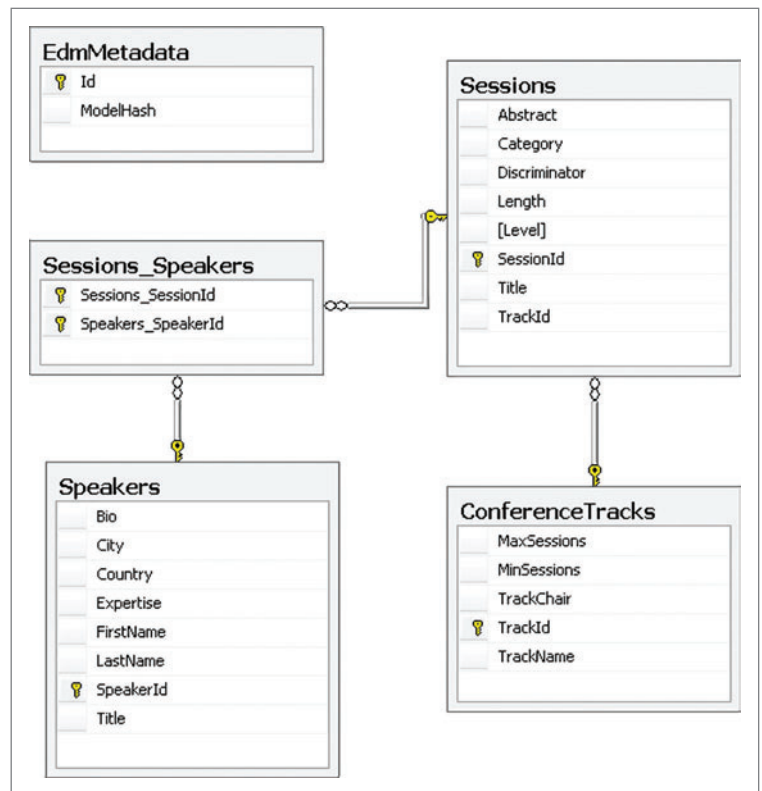 EdmMetadata
Id
ModelHash
Sessions
Abstract
Category
Discriminator
Length
[Level]
SessionId
Title
TrackId
Sessions_Speakers
Sessions_SessionId
Speakers_SpeakerId
Speakers
Bio
City
Country
Expertise
FirstName
LastName
SpeakerId
Title
ConferenceTracks
MaxSessions
MinSessions
TrackChair
TrackId
TrackName